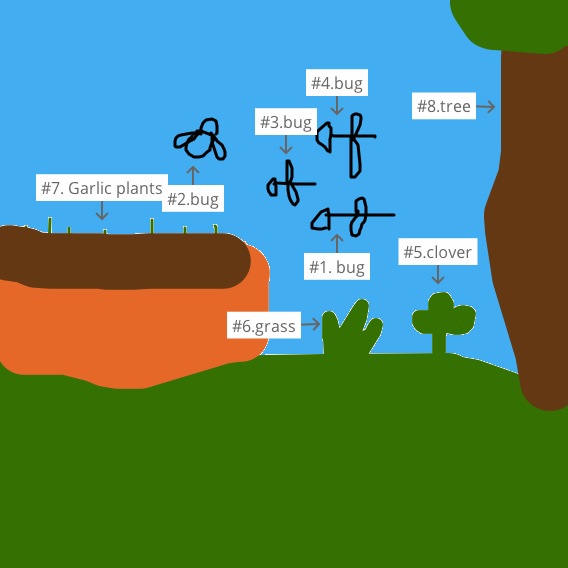 #4.bug
#8.tree
#3.bug
#7. Garlic plants
#2.bug
#5.clover
#1. bug
#6.grass